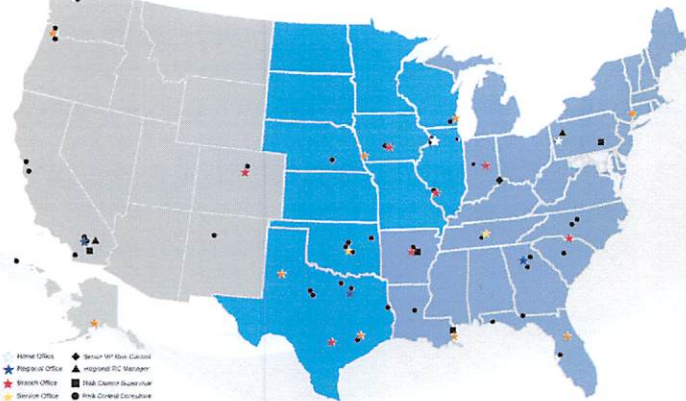 Home Office
Regional Office
Branch Office
Service Office
Senior VP Risk Control
Regional RC Manager
Risk Control Supervisor
Risk Control Consultant